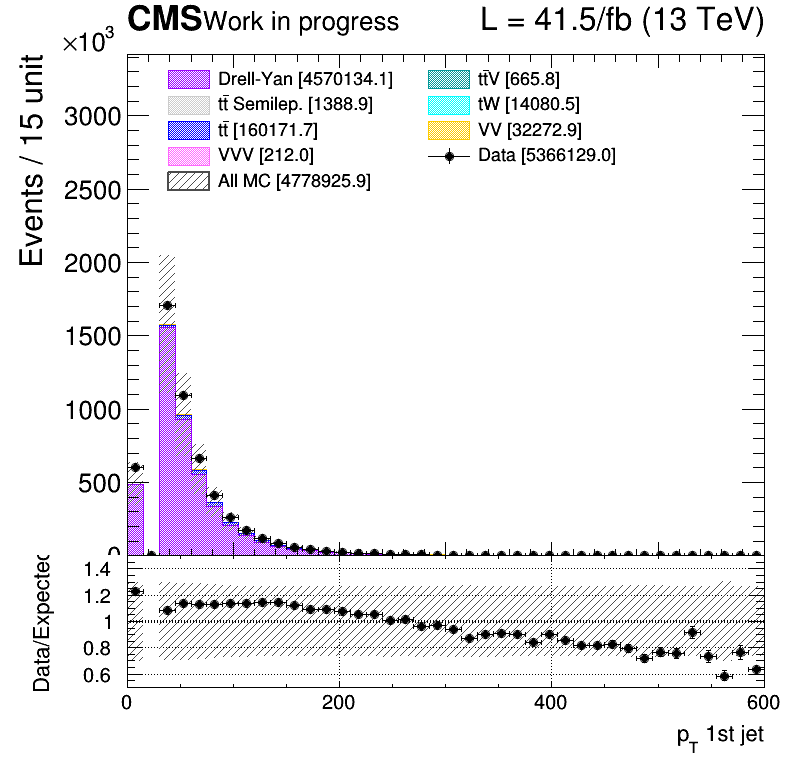 CMS Work in progress L = 41.5/fb (13 TeV)
×10³
Events / 15 unit
Drell-Yan [4570134.1]
tt̄ Semilep. [1388.9]
tt̄ [160171.7]
VVV [212.0]
All MC [4778925.9]
tt̄V [665.8]
tW [14080.5]
VV [32272.9]
Data [5366129.0]
3000
2500
2000
1500
1000
500
0
Data/Expected
1.4
1.2
1
0.8
0.6
0 200 400 600
p_T 1st jet